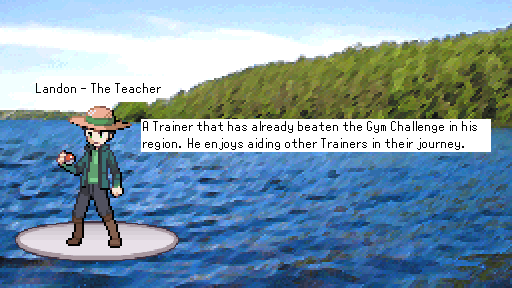 Landon - The Teacher
A Trainer that has already beaten the Gym Challenge in his
region. He enjoys aiding other Trainers in their journey.